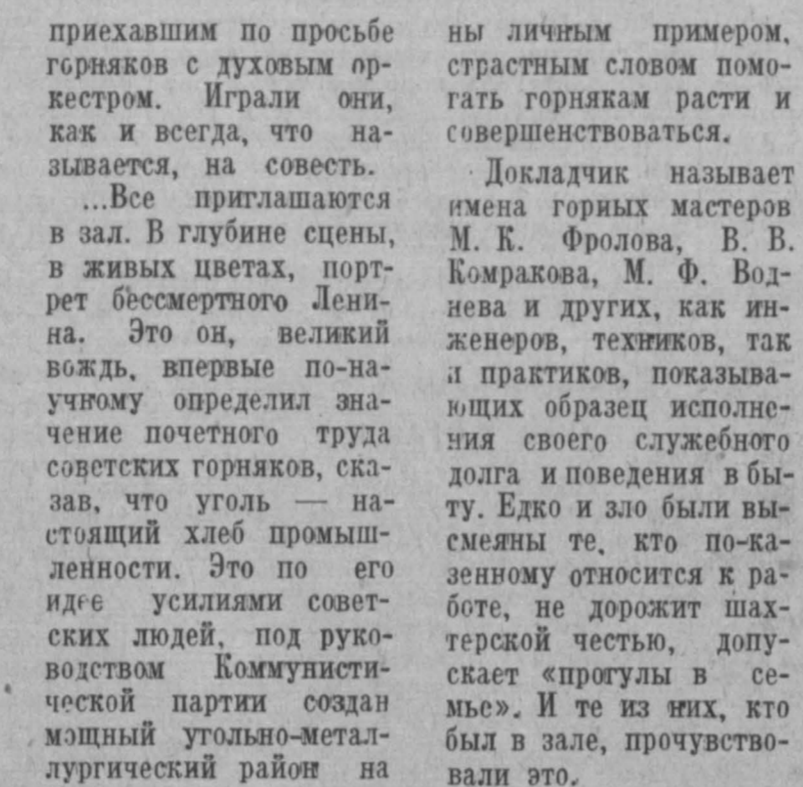 приехавшим по просьбе
горняков с духовым ор-
кестром. Играли они,
как и всегда, что на-
зывается, на совесть.
...Все приглашаются
в зал. В глубине сцены,
в живых цветах, порт-
рет бессмертного Лени-
на. Это он, великий
вождь, впервые по-на-
учному определил зна-
чение почетного труда
советских горняков, ска-
зав, что уголь — на-
стоящий хлеб промыш-
ленности. Это по его
идее усилиями совет-
ских людей, под руко-
водством Коммунисти-
ческой партии создан
мощный угольно-метал-
лургический район на
ны личным примером,
страстным словом помо-
гать горнякам расти и
совершенствоваться.
Докладчик называет
имена горных мастеров
М. К. Фролова, В. В.
Комракова, М. Ф. Вод-
нева и других, как ин-
женеров, техников, так
и практиков, показыва-
ющих образец исполне-
ния своего служебного
долга и поведения в бы-
ту. Едко и зло были вы-
смеяны те, кто по-ка-
зенному относится к ра-
боте, не дорожит шах-
терской честью, допу-
скает «прогулы в се-
мье». И те из них, кто
был в зале, прочувство-
вали это.